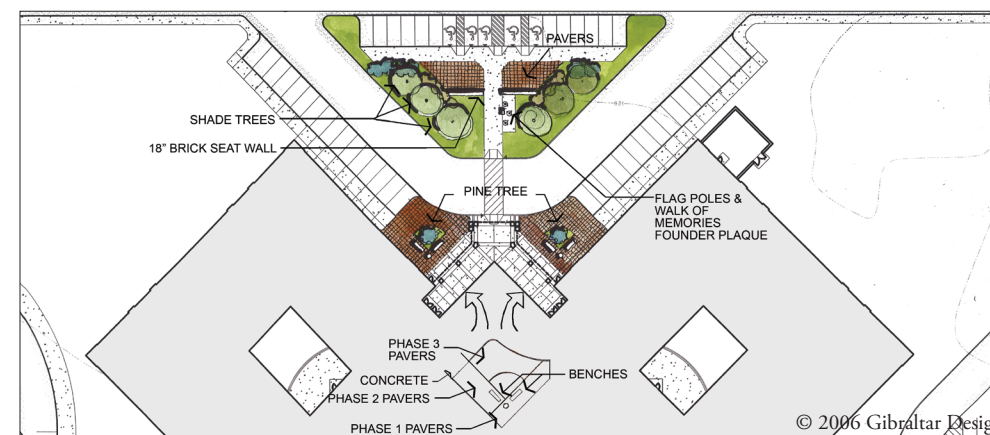 PAVERS
SHADE TREES
18" BRICK SEAT WALL
PINE TREE
FLAG POLES &
WALK OF
MEMORIES
FOUNDER PLAQUE
PHASE 3
PAVERS
CONCRETE
BENCHES
PHASE 2 PAVERS
PHASE 1 PAVERS
© 2006 Gibraltar Desig